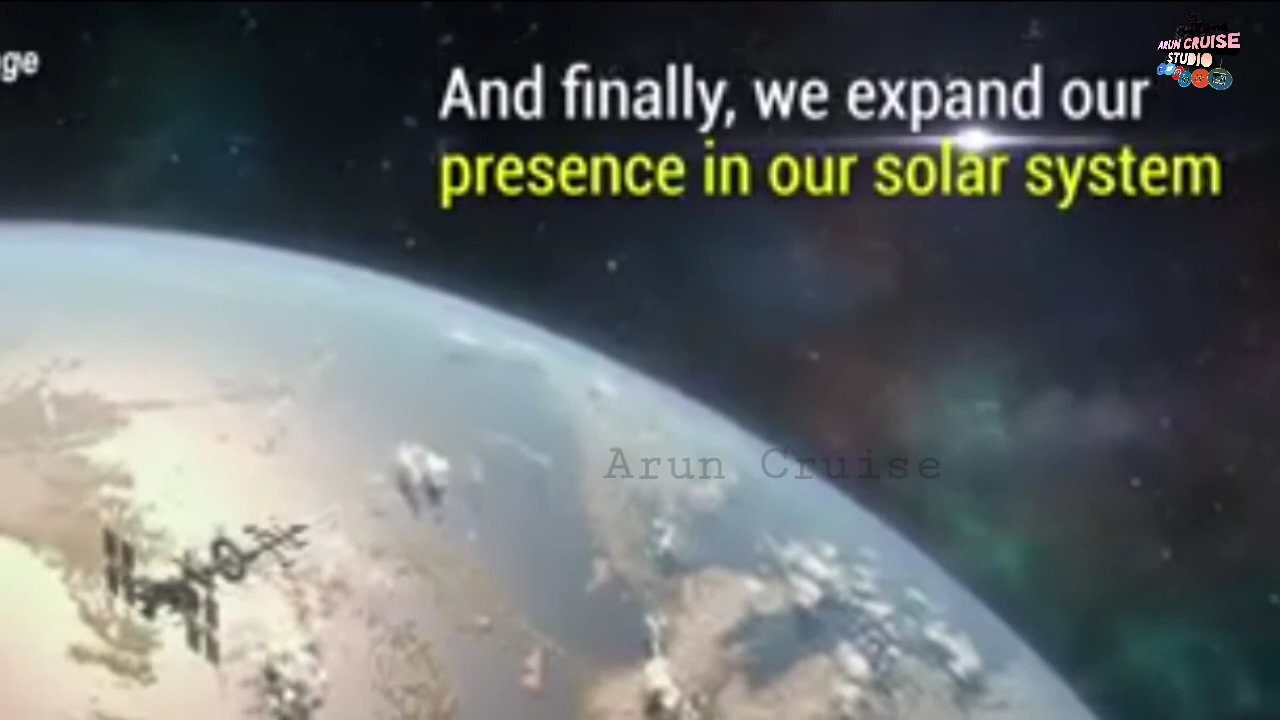 ARUN CRUISE
STUDIO
And finally, we expand our
presence in our solar system
Arun Cruise